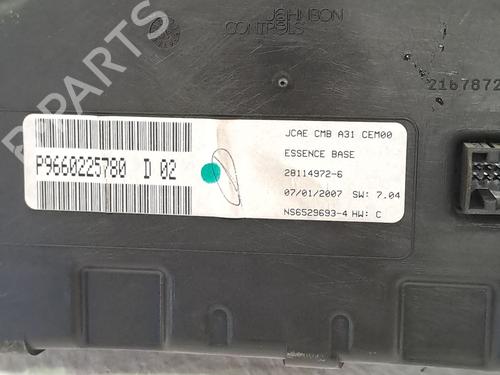 JOHNSON
CONTROLS
2167872
B PARTS
P9660225780 D 02
JCAE CMB A31 CEM00
ESSENCE BASE
28114972-6
07/01/2007 SW: 7.04
NS6529693-4 HW: C